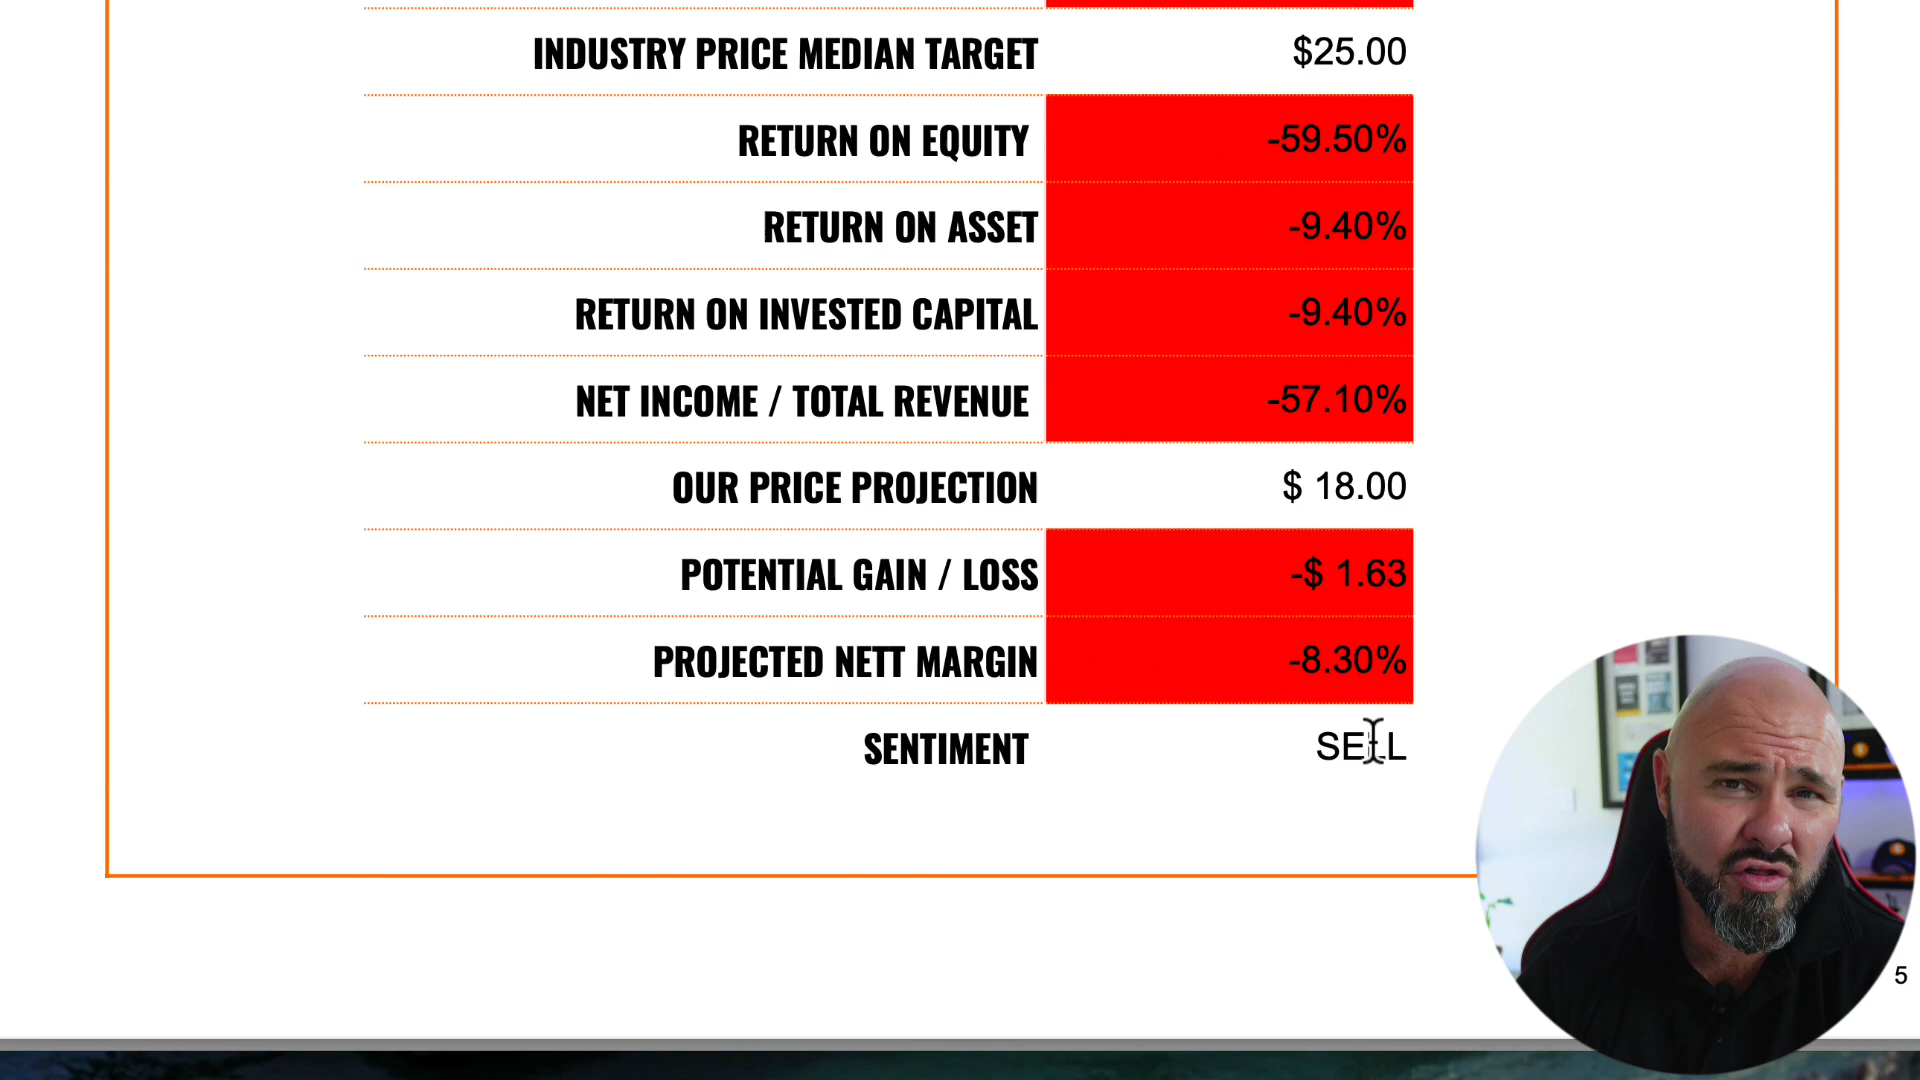 INDUSTRY PRICE MEDIAN TARGET $25.00
RETURN ON EQUITY -59.50%
RETURN ON ASSET -9.40%
RETURN ON INVESTED CAPITAL -9.40%
NET INCOME / TOTAL REVENUE -57.10%
OUR PRICE PROJECTION $ 18.00
POTENTIAL GAIN / LOSS -$ 1.63
PROJECTED NETT MARGIN -8.30%
SENTIMENT SELL
5